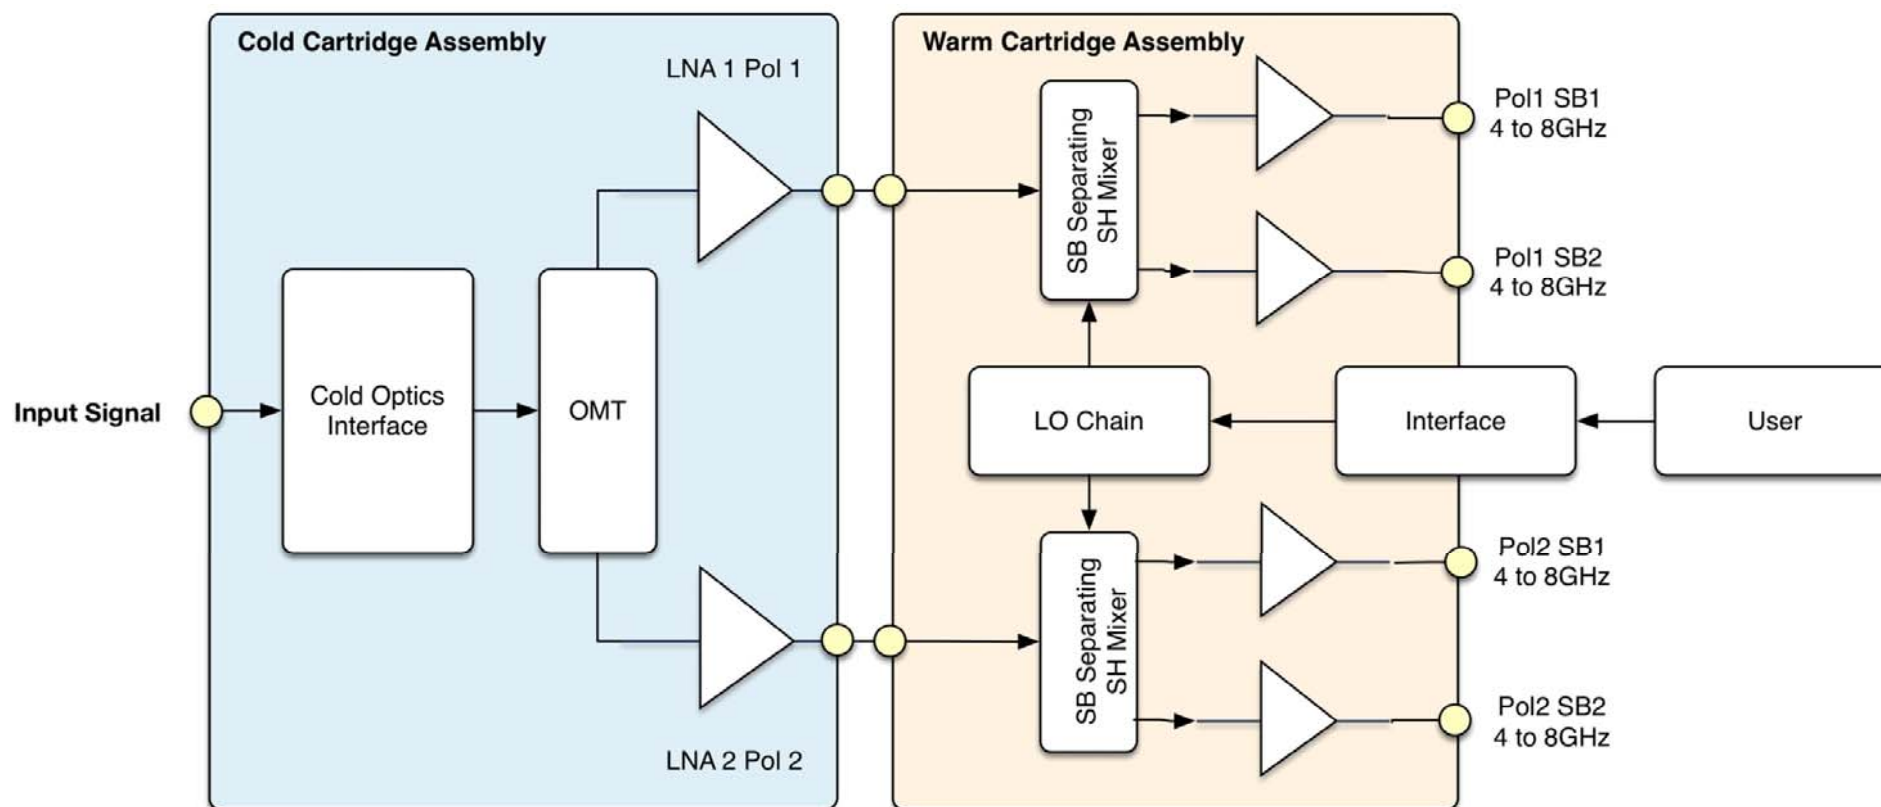 Cold Cartridge Assembly
LNA 1 Pol 1
Input Signal
Cold Optics
Interface
OMT
LNA 2 Pol 2
Warm Cartridge Assembly
SB Separating
SH Mixer
Pol1 SB1
4 to 8GHz
Pol1 SB2
4 to 8GHz
LO Chain
Interface
User
SB Separating
SH Mixer
Pol2 SB1
4 to 8GHz
Pol2 SB2
4 to 8GHz